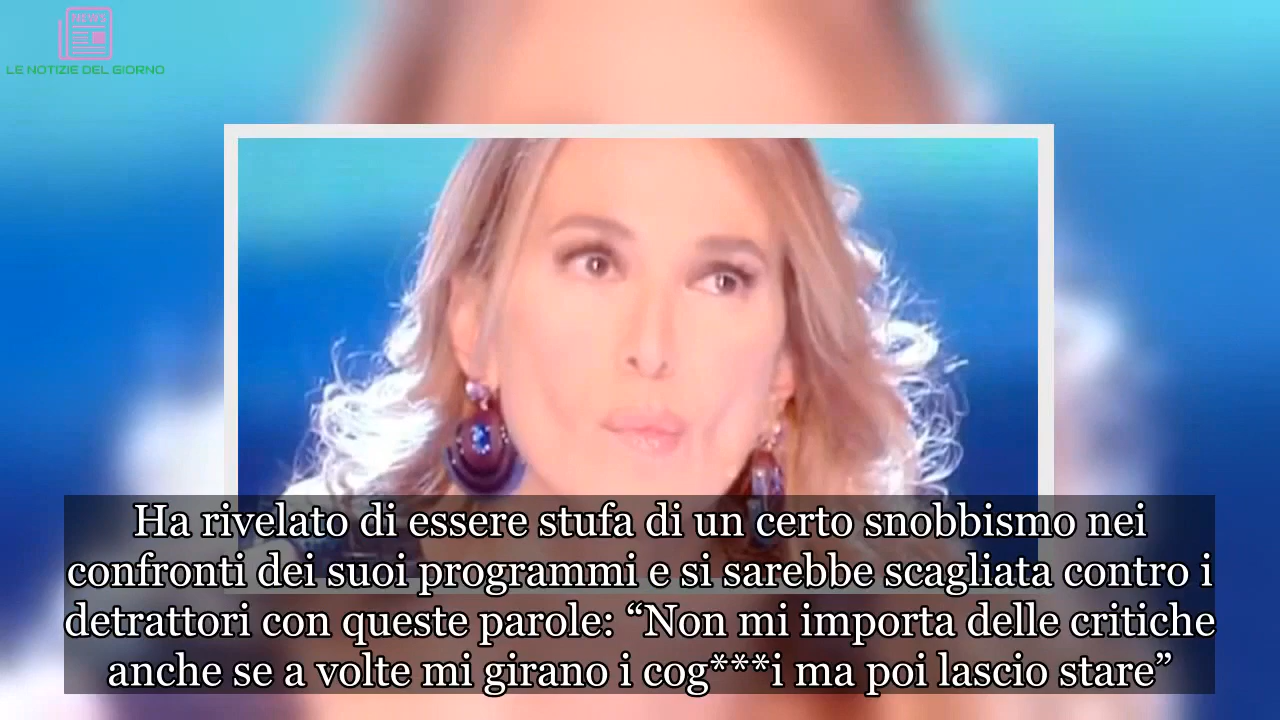 NEWS
LE NOTIZIE DEL GIORNO
Ha rivelato di essere stufa di un certo snobbismo nei
confronti dei suoi programmi e si sarebbe scagliata contro i
detrattori con queste parole: “Non mi importa delle critiche
anche se a volte mi girano i cog***i ma poi lascio stare”